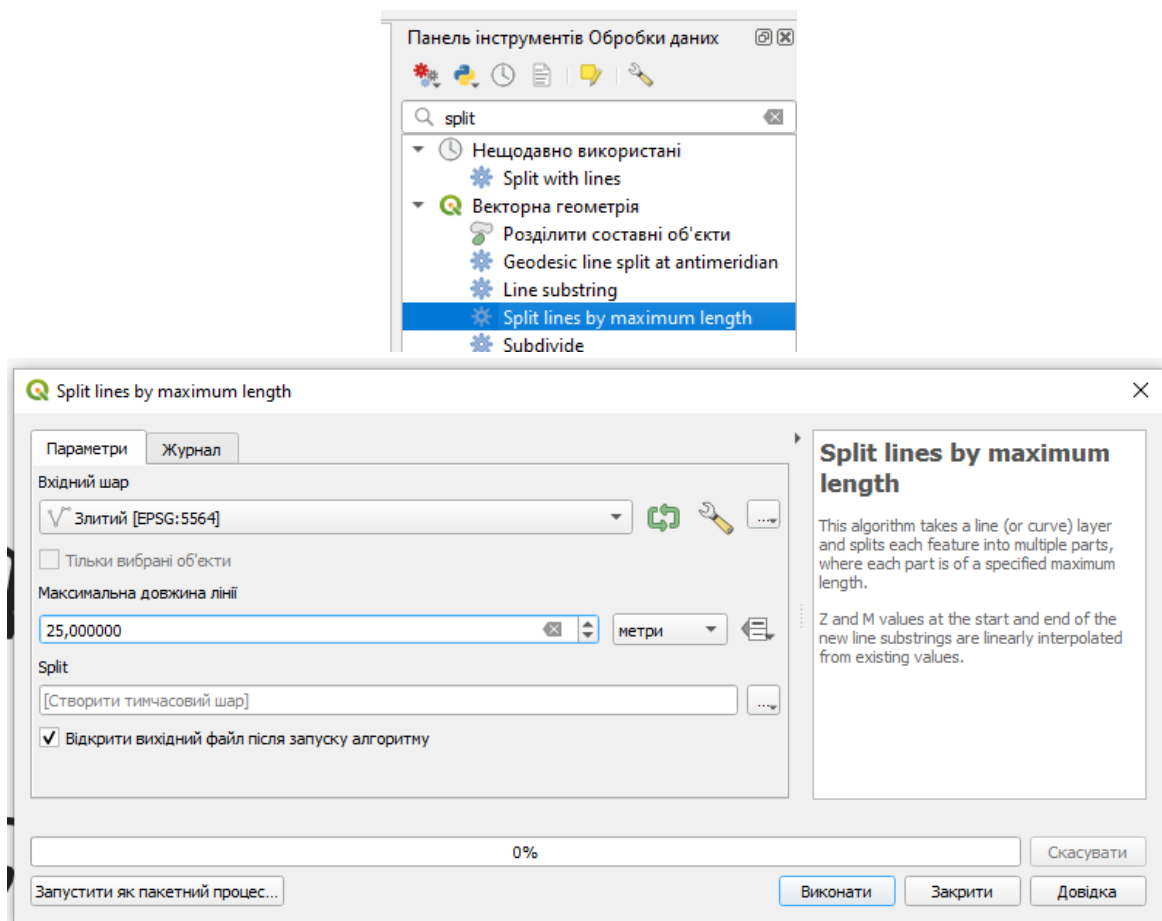 Панель інструментів Обробки даних
split
Нещодавно використані
Split with lines
Векторна геометрія
Розділити составні об'єкти
Geodesic line split at antimeridian
Line substring
Split lines by maximum length
Subdivide
Split lines by maximum length
Параметри Журнал
Вхідний шар
Злитий [EPSG:5564]
...
Тільки вибрані об'єкти
Максимальна довжина лінії
25,000000 метри
Split
[Створити тимчасовий шар] ...
Відкрити вихідний файл після запуску алгоритму
Split lines by maximum
length
This algorithm takes a line (or curve) layer
and splits each feature into multiple parts,
where each part is of a specified maximum
length.
Z and M values at the start and end of the
new line substrings are linearly interpolated
from existing values.
0% Скасувати
Запустити як пакетний процес... Виконати Закрити Довідка